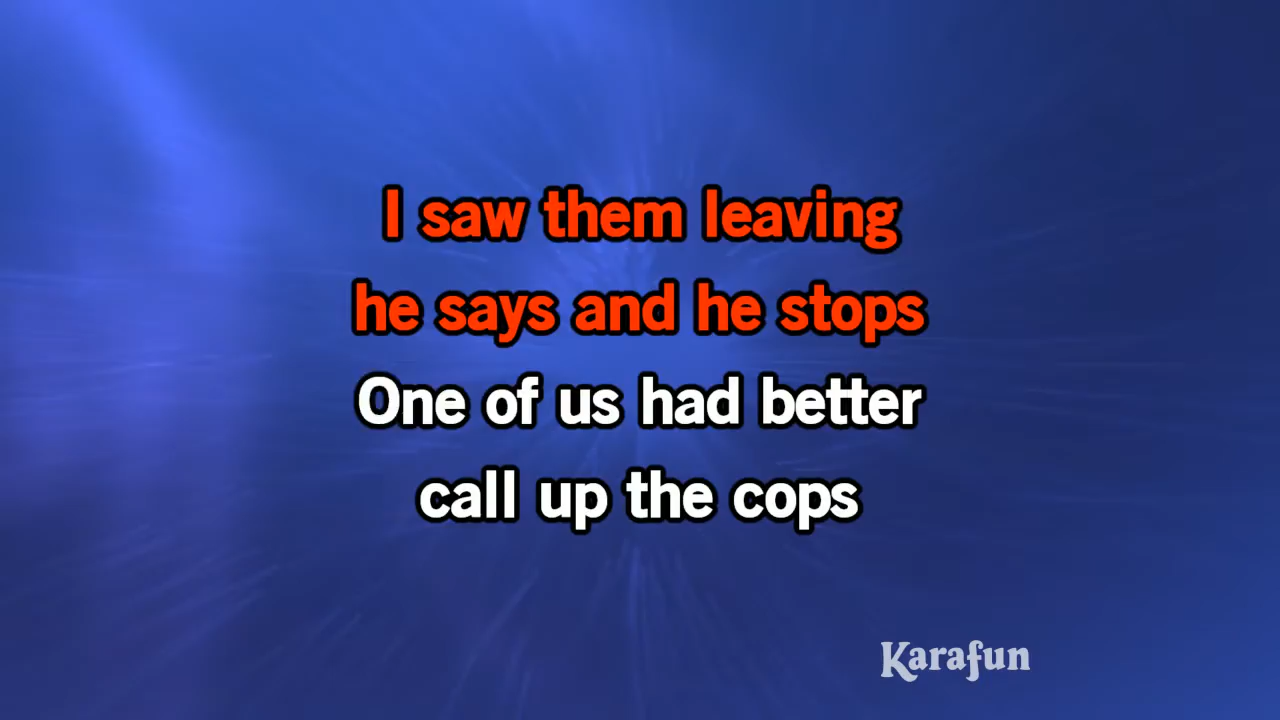 I saw them leaving
he says and he stops
One of us had better
call up the cops
Karafun